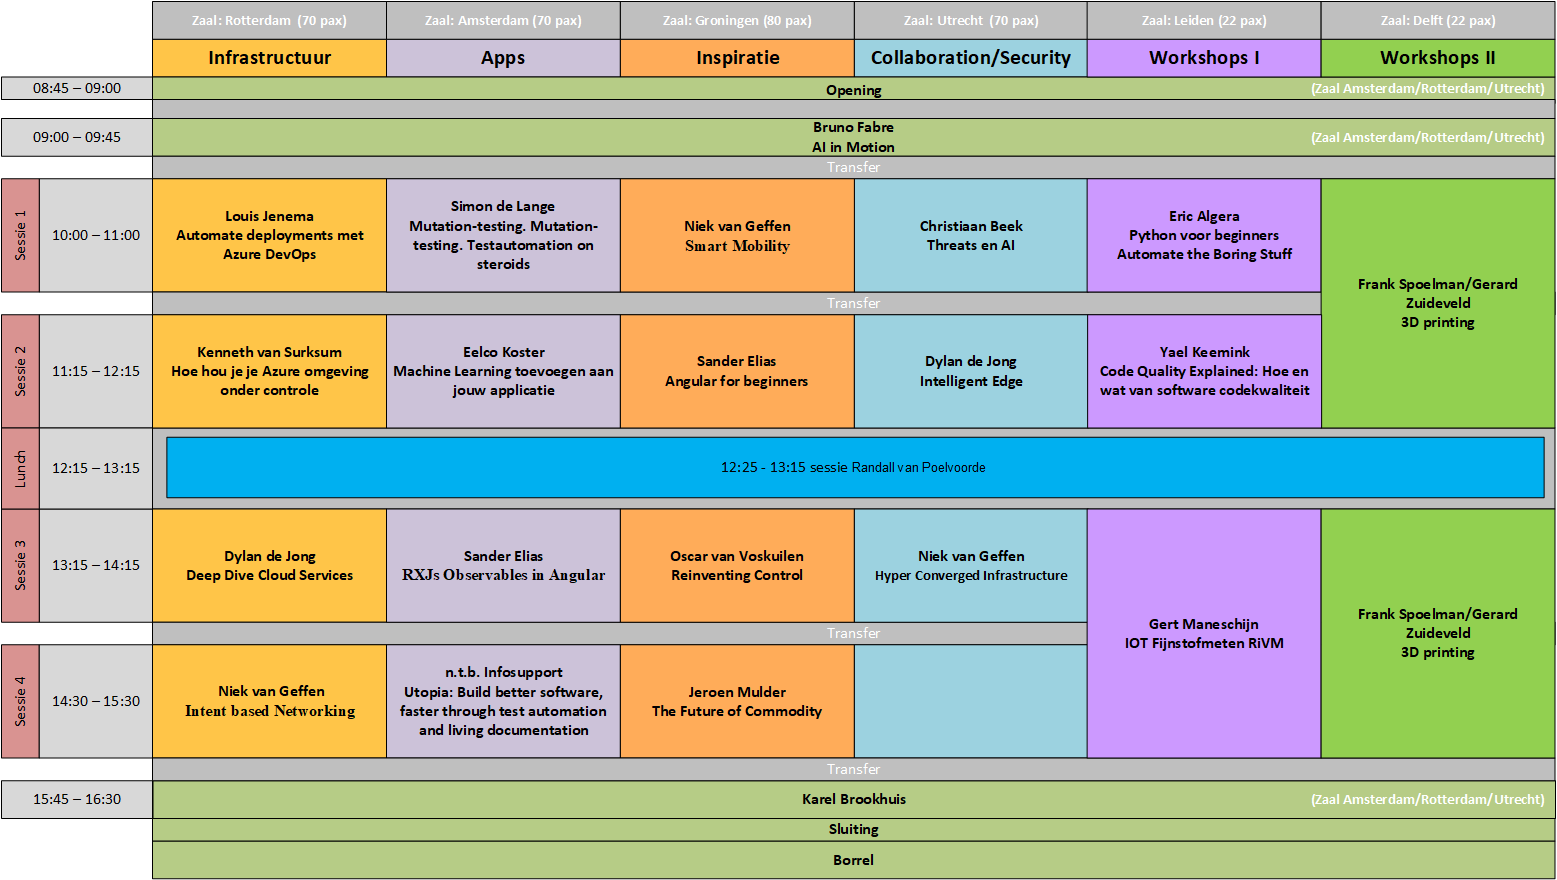 Zaal: Rotterdam (70 pax)
Zaal: Amsterdam (70 pax)
Zaal: Groningen (80 pax)
Zaal: Utrecht (70 pax)
Zaal: Leiden (22 pax)
Zaal: Delft (22 pax)
Infrastructuur
Apps
Inspiratie
Collaboration/Security
Workshops I
Workshops II
08:45 – 09:00
Opening
(Zaal Amsterdam/Rotterdam/Utrecht)
09:00 – 09:45
Bruno Fabre
AI in Motion
(Zaal Amsterdam/Rotterdam/Utrecht)
Transfer
Sessie 1
10:00 – 11:00
Louis Jenema
Automate deployments met
Azure DevOps
Simon de Lange
Mutation-testing. Mutation-
testing. Testautomation on
steroids
Niek van Geffen
Smart Mobility
Christiaan Beek
Threats en AI
Eric Algera
Python voor beginners
Automate the Boring Stuff
Frank Spoelman/Gerard
Zuideveld
3D printing
Transfer
Sessie 2
11:15 – 12:15
Kenneth van Surksum
Hoe hou je je Azure omgeving
onder controle
Eelco Koster
Machine Learning toevoegen aan
jouw applicatie
Sander Elias
Angular for beginners
Dylan de Jong
Intelligent Edge
Yael Keemink
Code Quality Explained: Hoe en
wat van software codekwaliteit
Lunch
12:15 – 13:15
12:25 - 13:15 sessie Randall van Poelvoorde
Sessie 3
13:15 – 14:15
Dylan de Jong
Deep Dive Cloud Services
Sander Elias
RXJs Observables in Angular
Oscar van Voskuilen
Reinventing Control
Niek van Geffen
Hyper Converged Infrastructure
Gert Maneschijn
IOT Fijnstofmeten RiVM
Frank Spoelman/Gerard
Zuideveld
3D printing
Transfer
Sessie 4
14:30 – 15:30
Niek van Geffen
Intent based Networking
n.t.b. Infosupport
Utopia: Build better software,
faster through test automation
and living documentation
Jeroen Mulder
The Future of Commodity
Transfer
15:45 – 16:30
Karel Brookhuis
(Zaal Amsterdam/Rotterdam/Utrecht)
Sluiting
Borrel